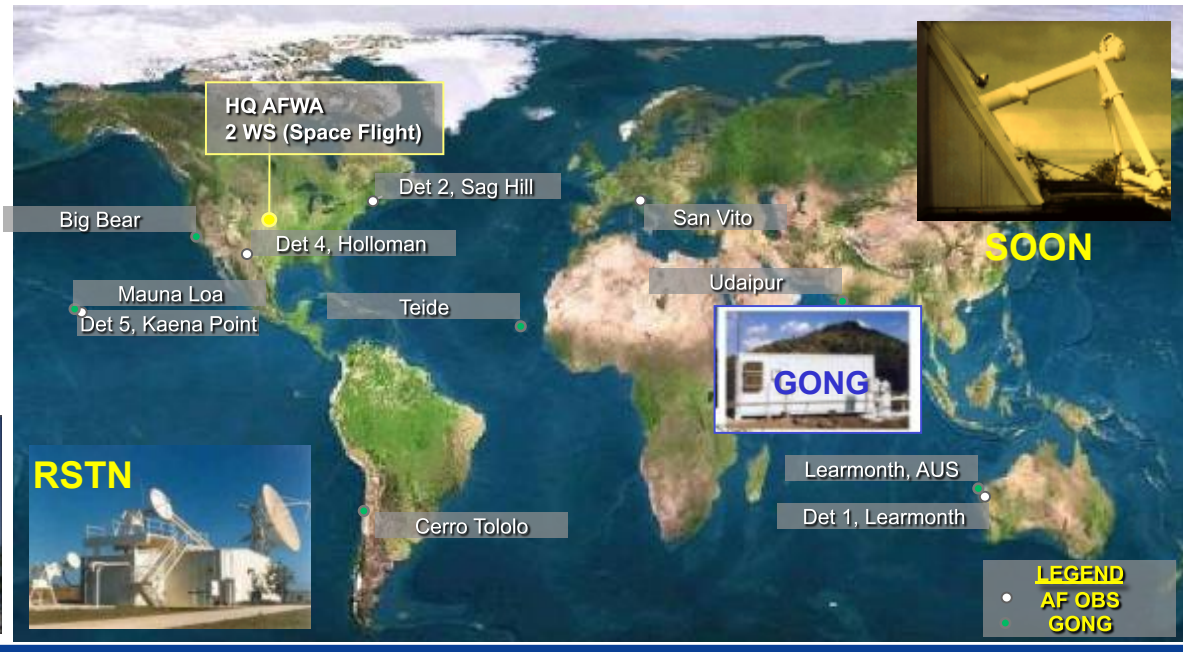 HQ AFWA
2 WS (Space Flight)
Det 2, Sag Hill
Big Bear
San Vito
Det 4, Holloman
SOON
Udaipur
Mauna Loa
Teide
Det 5, Kaena Point
GONG
RSTN
Learmonth, AUS
Det 1, Learmonth
Cerro Tololo
LEGEND
AF OBS
GONG